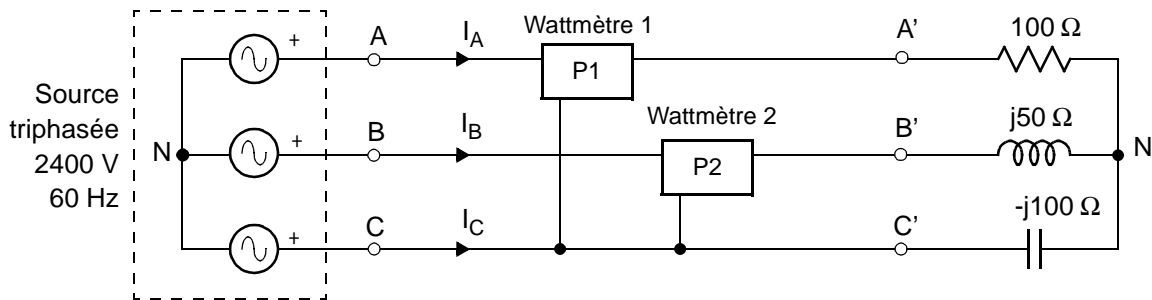 Source
triphasée
2400 V
60 Hz
N
+
A
I_A
Wattmètre 1
P1
A’
100 Ω
+
B
I_B
Wattmètre 2
P2
B’
j50 Ω
N
+
C
I_C
C’
-j100 Ω